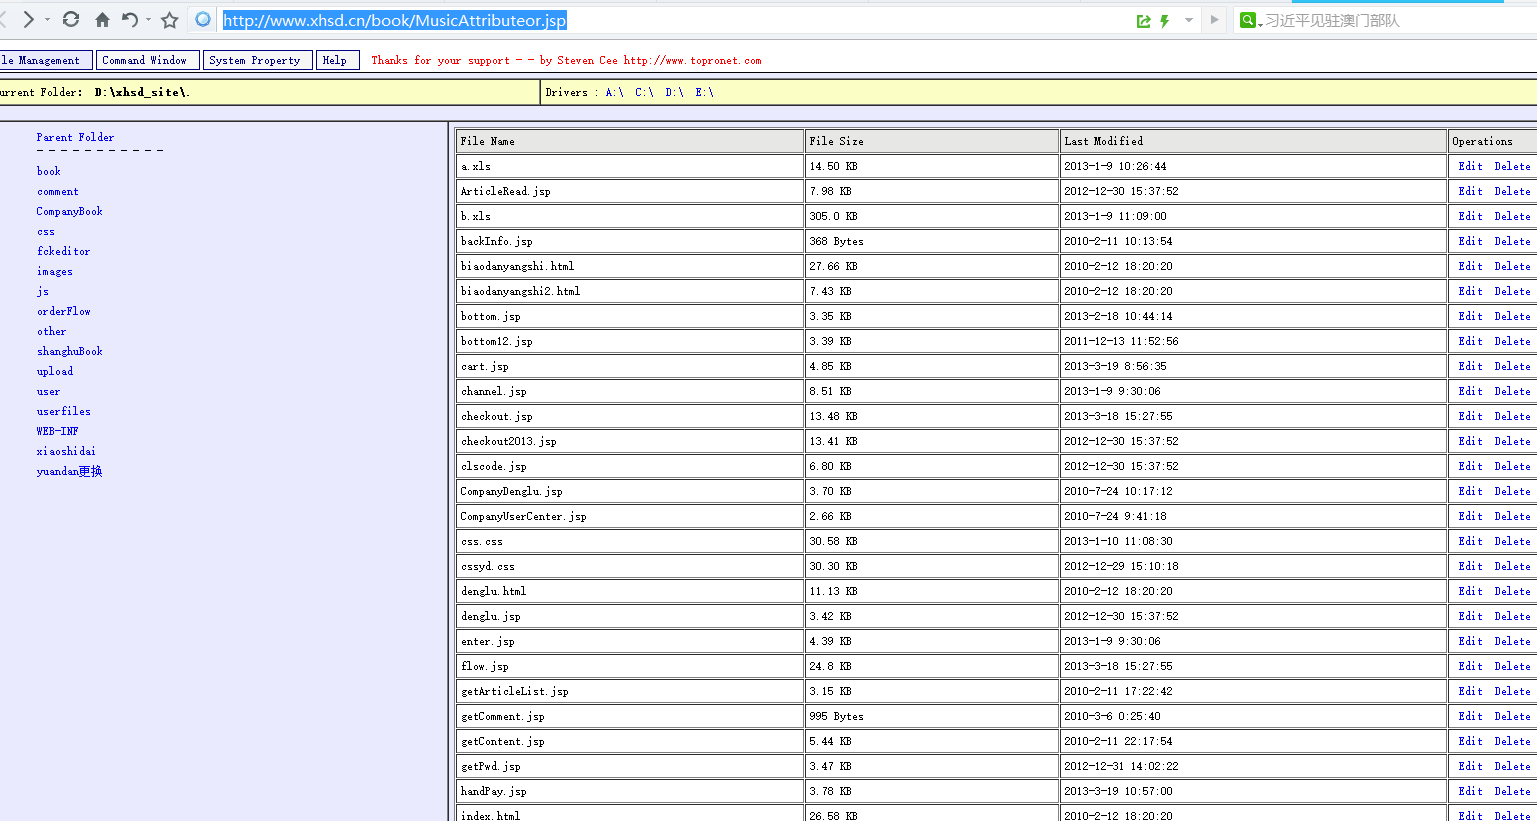 http://www.xhsd.cn/book/MusicAttributeor.jsp
习近平见驻澳门部队
le Management Command Window System Property Help Thanks for your support - - by Steven Cee http://www.topronet.com
urrent Folder: D:\xhsd_site\. Drivers : A:\ C:\ D:\ E:\
Parent Folder
- - - - - - - - - - -
book
comment
CompanyBook
css
fckeditor
images
js
orderFlow
other
shanghuBook
upload
user
userfiles
WEB-INF
xiaoshidai
yuandan更换
File Name File Size Last Modified Operations
a.xls 14.50 KB 2013-1-9 10:26:44 Edit Delete
ArticleRead.jsp 7.98 KB 2012-12-30 15:37:52 Edit Delete
b.xls 305.0 KB 2013-1-9 11:09:00 Edit Delete
backInfo.jsp 368 Bytes 2010-2-11 10:13:54 Edit Delete
biaodanyangshi.html 27.66 KB 2010-2-12 18:20:20 Edit Delete
biaodanyangshi2.html 7.43 KB 2010-2-12 18:20:20 Edit Delete
bottom.jsp 3.35 KB 2013-2-18 10:44:14 Edit Delete
bottom12.jsp 3.39 KB 2011-12-13 11:52:56 Edit Delete
cart.jsp 4.85 KB 2013-3-19 8:56:35 Edit Delete
channel.jsp 8.51 KB 2013-1-9 9:30:06 Edit Delete
checkout.jsp 13.48 KB 2013-3-18 15:27:55 Edit Delete
checkout2013.jsp 13.41 KB 2012-12-30 15:37:52 Edit Delete
clscode.jsp 6.80 KB 2012-12-30 15:37:52 Edit Delete
CompanyDenglu.jsp 3.70 KB 2010-7-24 10:17:12 Edit Delete
CompanyUserCenter.jsp 2.66 KB 2010-7-24 9:41:18 Edit Delete
css.css 30.58 KB 2013-1-10 11:08:30 Edit Delete
cssyd.css 30.30 KB 2012-12-29 15:10:18 Edit Delete
denglu.html 11.13 KB 2010-2-12 18:20:20 Edit Delete
denglu.jsp 3.42 KB 2012-12-30 15:37:52 Edit Delete
enter.jsp 4.39 KB 2013-1-9 9:30:06 Edit Delete
flow.jsp 24.8 KB 2013-3-18 15:27:55 Edit Delete
getArticleList.jsp 3.15 KB 2010-2-11 17:22:42 Edit Delete
getComment.jsp 995 Bytes 2010-3-6 0:25:40 Edit Delete
getContent.jsp 5.44 KB 2010-2-11 22:17:54 Edit Delete
getPwd.jsp 3.47 KB 2012-12-31 14:02:22 Edit Delete
handPay.jsp 3.78 KB 2013-3-19 10:57:00 Edit Delete
index.html 26.58 KB 2010-2-12 18:20:20 Edit Delete